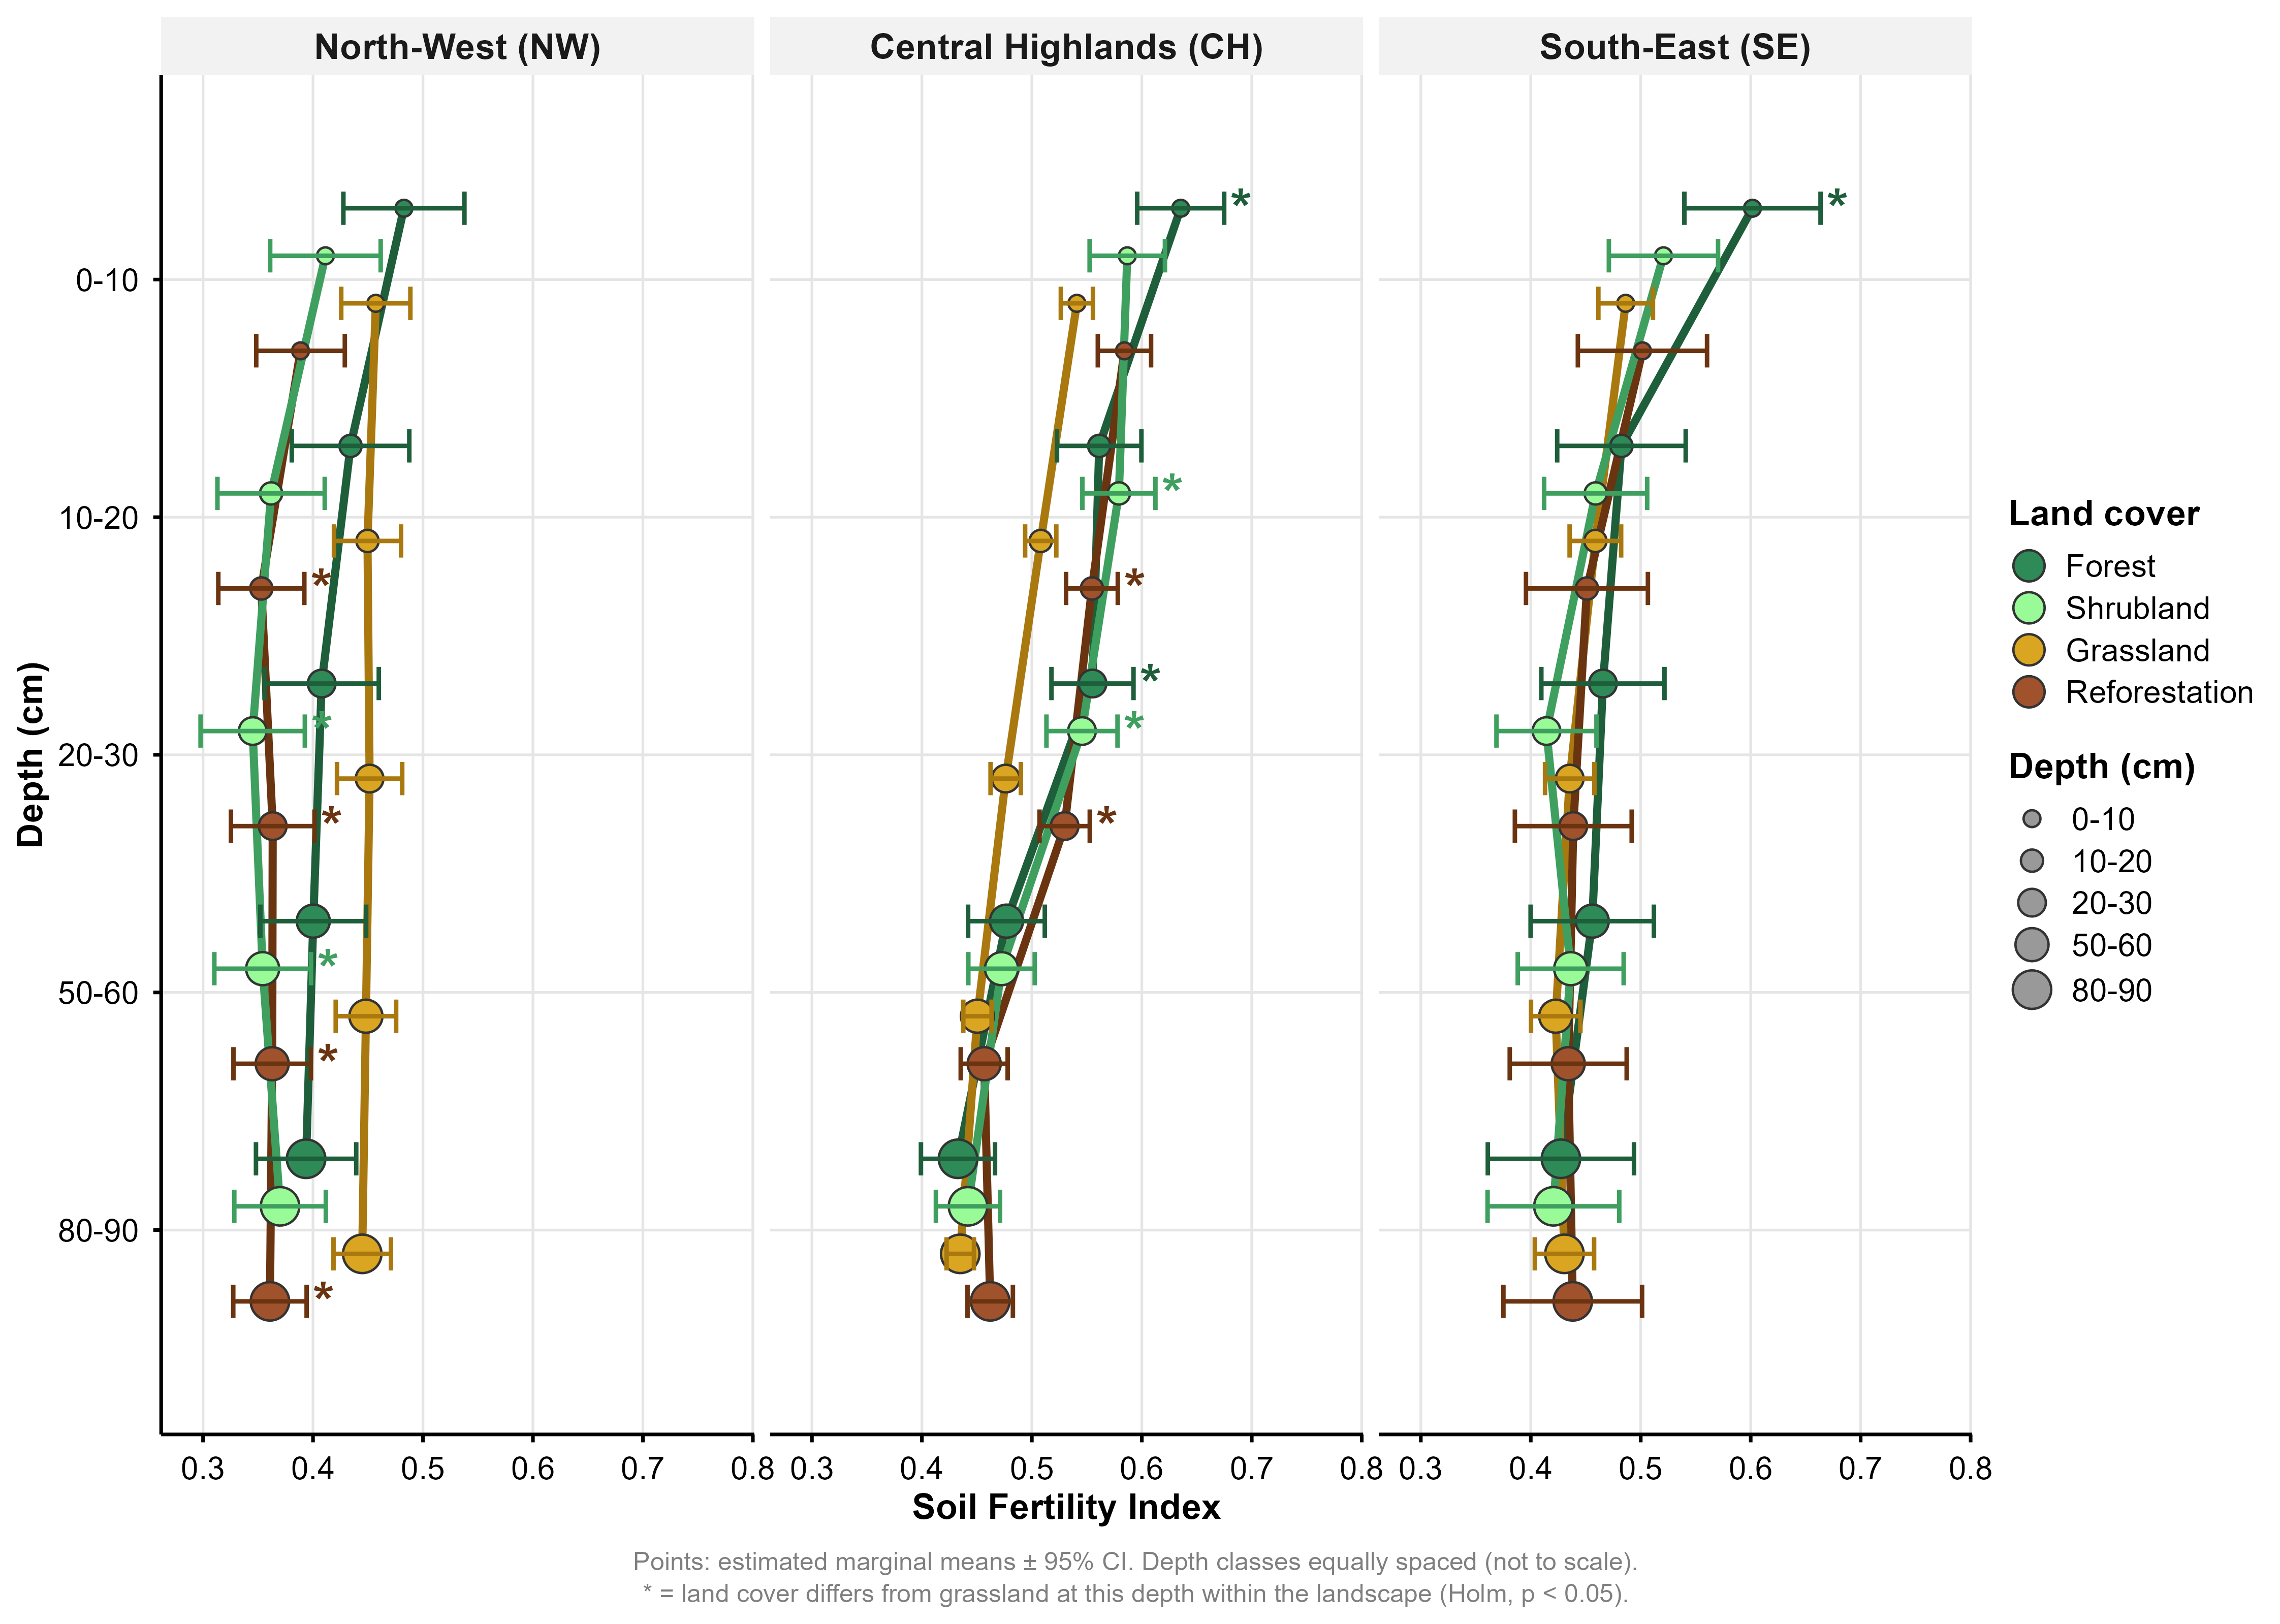 North-West (NW)
Central Highlands (CH)
South-East (SE)
*
*
0-10
*
10-20
*
*
*
*
*
20-30
*
*
*
50-60
*
80-90
*
Depth (cm)
Land cover
Forest
Shrubland
Grassland
Reforestation
Depth (cm)
0-10
10-20
20-30
50-60
80-90
0.3 0.4 0.5 0.6 0.7 0.8 0.3 0.4 0.5 0.6 0.7 0.8 0.3 0.4 0.5 0.6 0.7 0.8
Soil Fertility Index
Points: estimated marginal means ± 95% CI. Depth classes equally spaced (not to scale).
* = land cover differs from grassland at this depth within the landscape (Holm, p < 0.05).